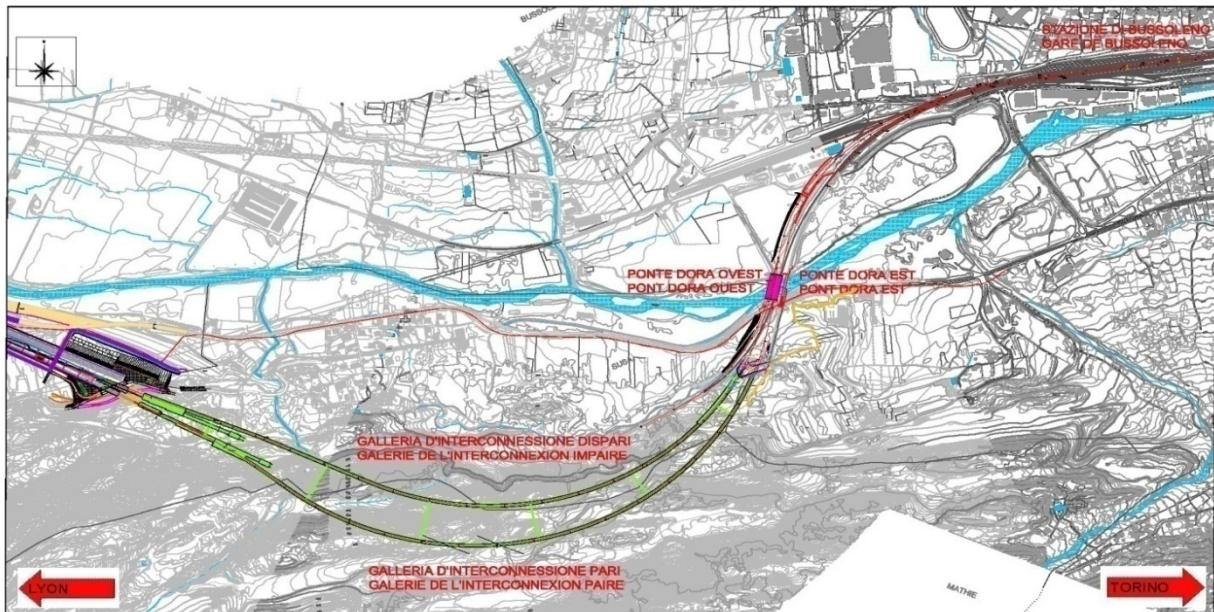 BUSSOLENO
STAZIONE DI BUSSOLENO
GARE DE BUSSOLENO
PONTE DORA OVEST
PONT DORA OUEST
PONTE DORA EST
PONT DORA EST
GALLERIA D'INTERCONNESSIONE DISPARI
GALERIE DE L'INTERCONNEXION IMPAIRE
GALLERIA D'INTERCONNESSIONE PARI
GALERIE DE L'INTERCONNEXION PAIRE
MATHIE
LYON
TORINO